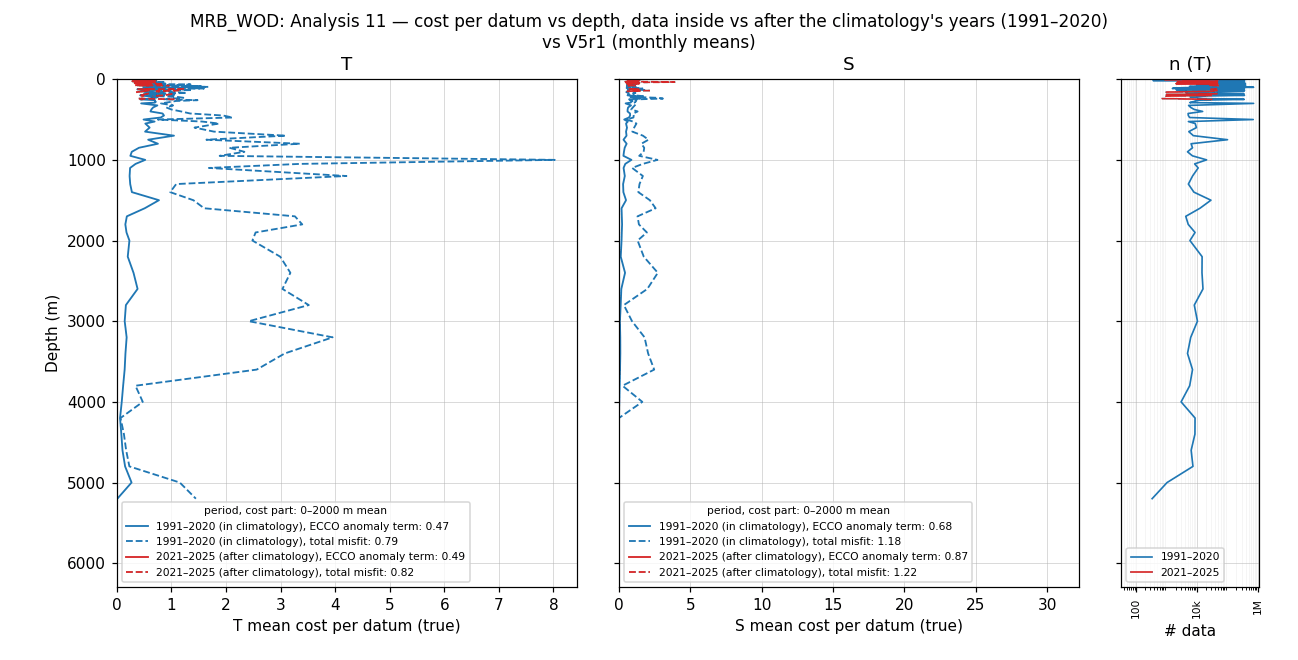 MRB_WOD: Analysis 11 — cost per datum vs depth, data inside vs after the climatology's years (1991–2020)
vs V5r1 (monthly means)
T
S
n (T)
0
1000
2000
3000
4000
5000
6000
Depth (m)
period, cost part: 0–2000 m mean
1991–2020 (in climatology), ECCO anomaly term: 0.47
1991–2020 (in climatology), total misfit: 0.79
2021–2025 (after climatology), ECCO anomaly term: 0.49
2021–2025 (after climatology), total misfit: 0.82
0 1 2 3 4 5 6 7 8
T mean cost per datum (true)
period, cost part: 0–2000 m mean
1991–2020 (in climatology), ECCO anomaly term: 0.68
1991–2020 (in climatology), total misfit: 1.18
2021–2025 (after climatology), ECCO anomaly term: 0.87
2021–2025 (after climatology), total misfit: 1.22
0 5 10 15 20 25 30
S mean cost per datum (true)
1991–2020
2021–2025
100 10k 1M
# data